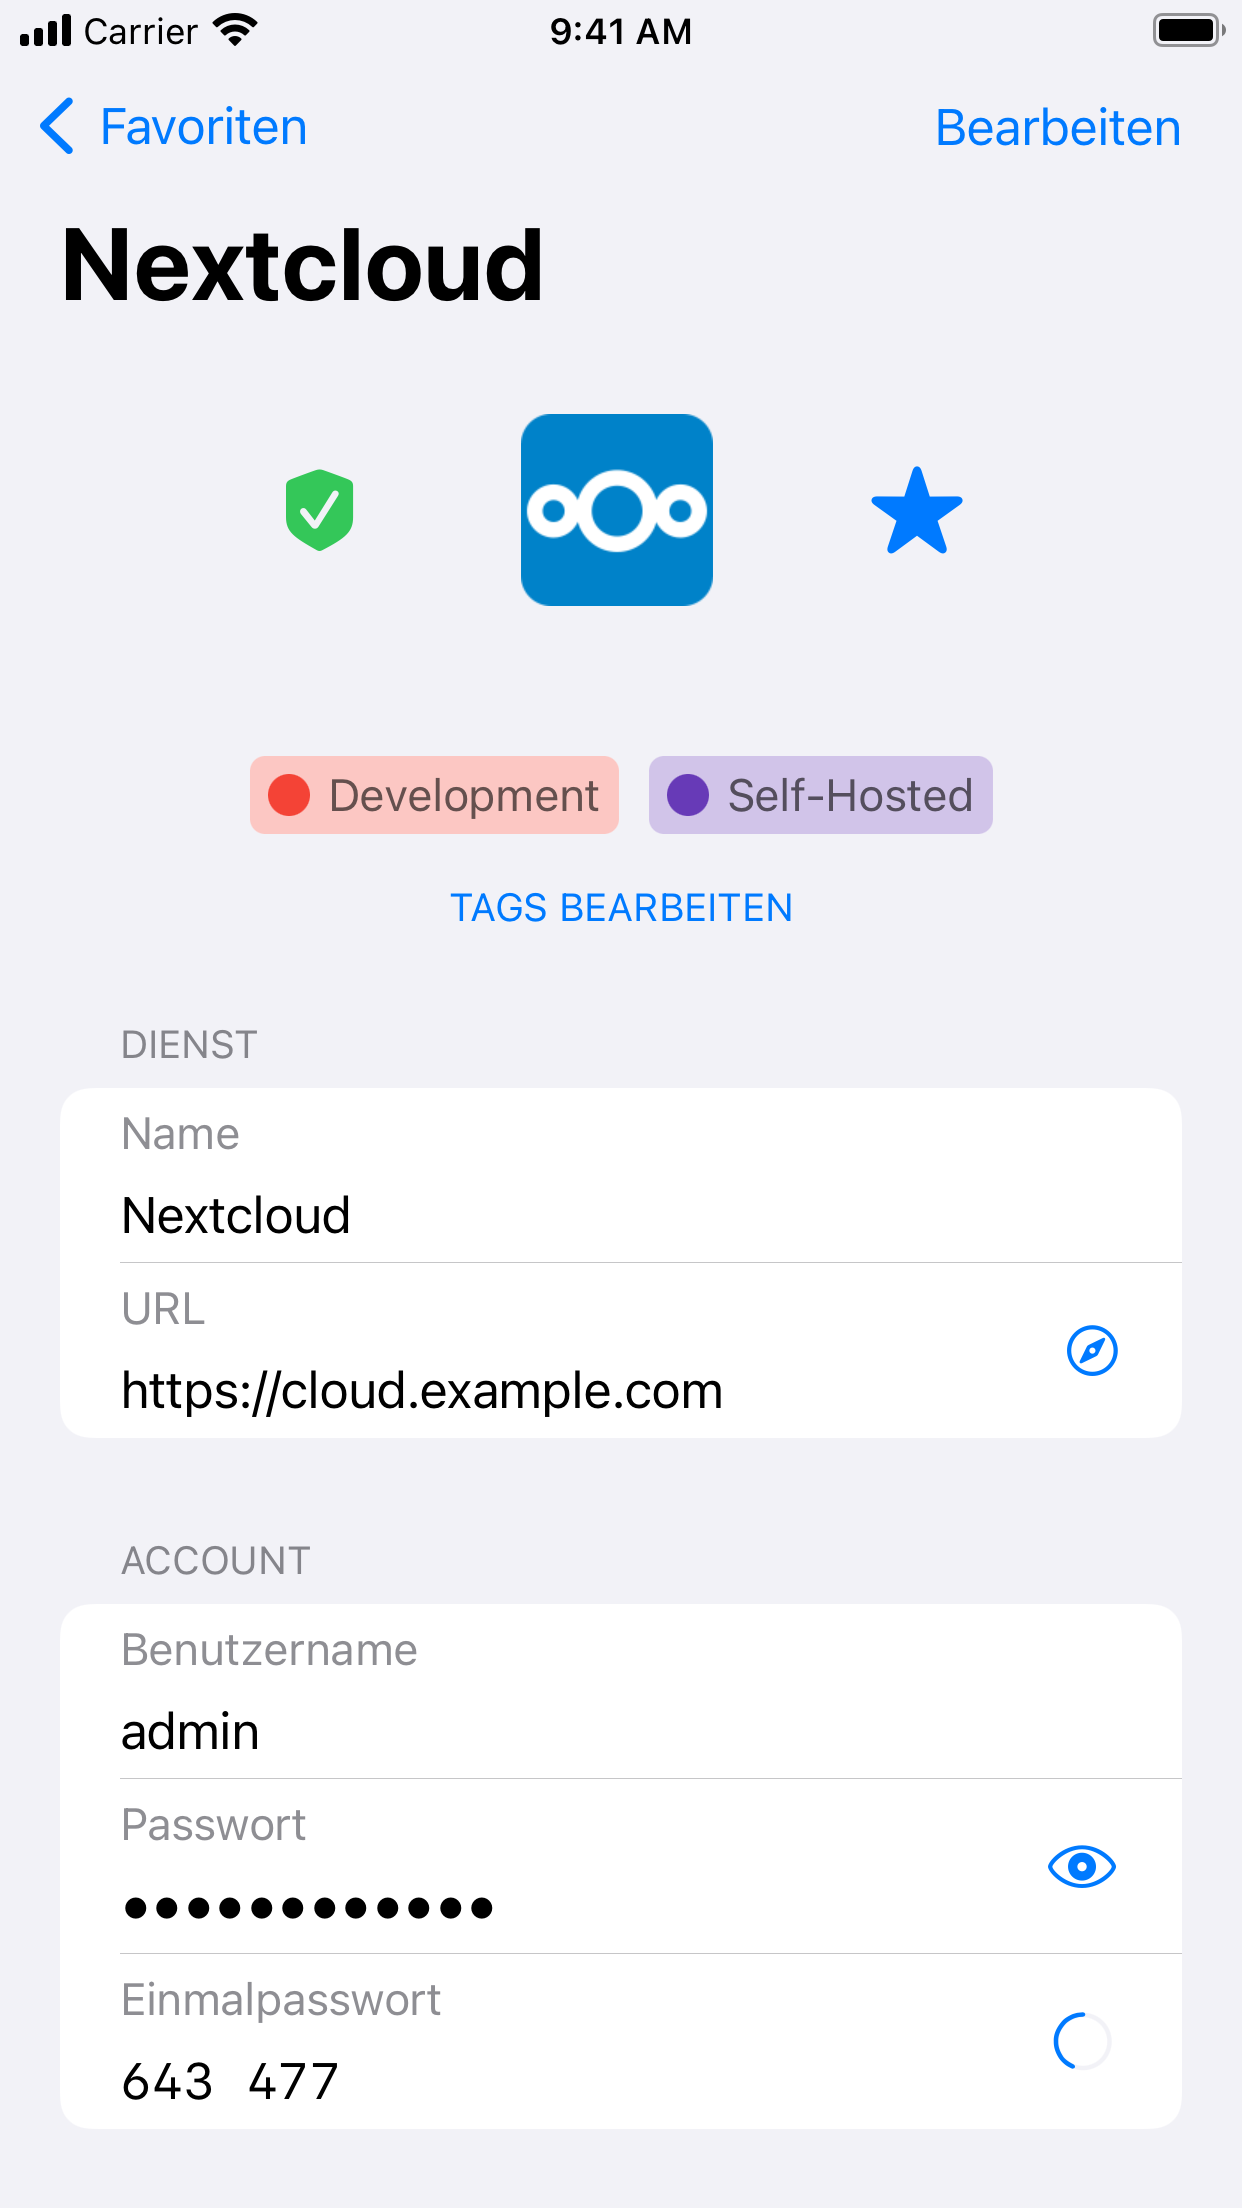 Carrier 9:41 AM
Favoriten Bearbeiten
Nextcloud
Development Self-Hosted
TAGS BEARBEITEN
DIENST
Name
Nextcloud
URL
https://cloud.example.com
ACCOUNT
Benutzername
admin
Passwort
••••••••••••
Einmalpasswort
643 477